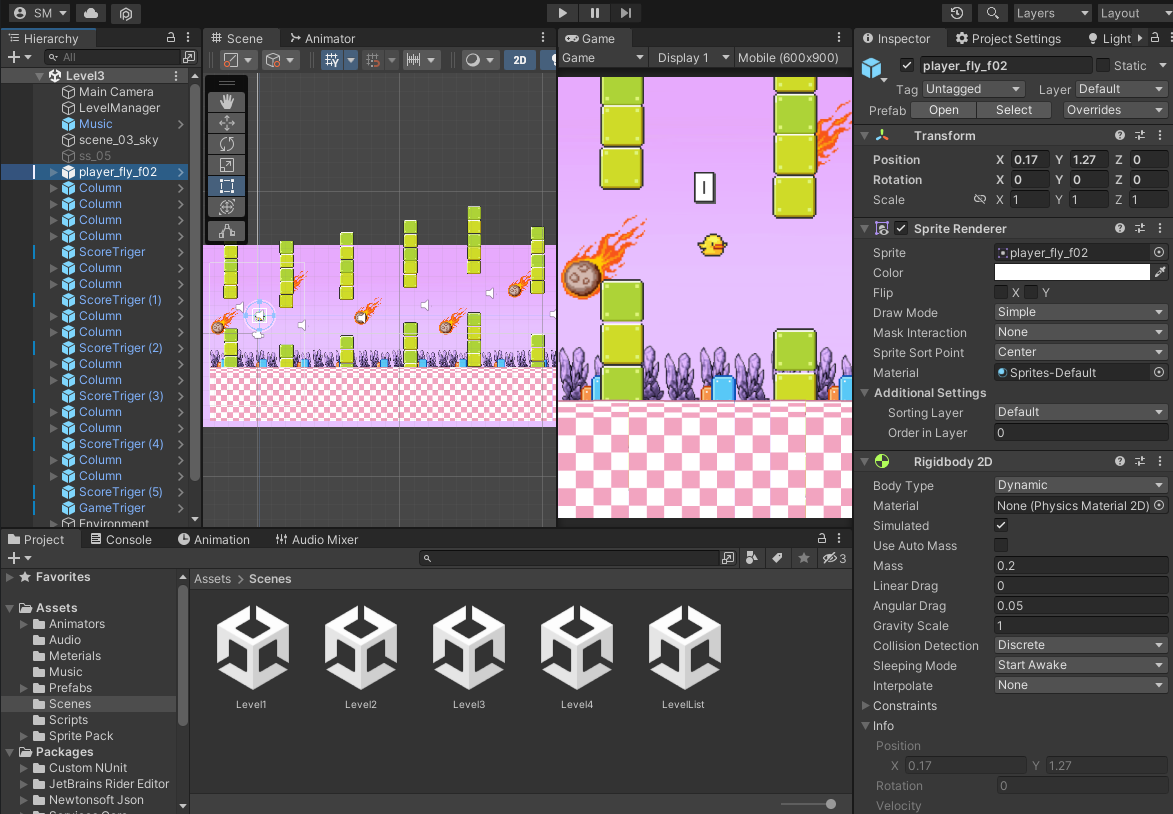 SM
Layers
Layout
Hierarchy
All
Level3
Main Camera
LevelManager
Music
scene_03_sky
ss_05
player_fly_f02
Column
Column
Column
Column
ScoreTriger
Column
Column
ScoreTriger (1)
Column
Column
ScoreTriger (2)
Column
Column
ScoreTriger (3)
Column
Column
ScoreTriger (4)
Column
Column
ScoreTriger (5)
GameTriger
Environment
Scene
Animator
2D
Game
Game
Display 1
Mobile (600x900)
I
Inspector
Project Settings
Light
player_fly_f02
Static
Tag
Untagged
Layer
Default
Prefab
Open
Select
Overrides
Transform
Position X 0.17 Y 1.27 Z 0
Rotation X 0 Y 0 Z 0
Scale X 1 Y 1 Z 1
Sprite Renderer
Sprite player_fly_f02
Color
Flip X Y
Draw Mode Simple
Mask Interaction None
Sprite Sort Point Center
Material Sprites-Default
Additional Settings
Sorting Layer Default
Order in Layer 0
Rigidbody 2D
Body Type Dynamic
Material None (Physics Material 2D)
Simulated
Use Auto Mass
Mass 0.2
Linear Drag 0
Angular Drag 0.05
Gravity Scale 1
Collision Detection Discrete
Sleeping Mode Start Awake
Interpolate None
Constraints
Info
Position
X 0.17 Y 1.27
Rotation 0
Velocity
Project
Console
Animation
Audio Mixer
3
Favorites
Assets
Animators
Audio
Meterials
Music
Prefabs
Scenes
Scripts
Sprite Pack
Packages
Custom NUnit
JetBrains Rider Editor
Newtonsoft Json
Assets > Scenes
Level1
Level2
Level3
Level4
LevelList